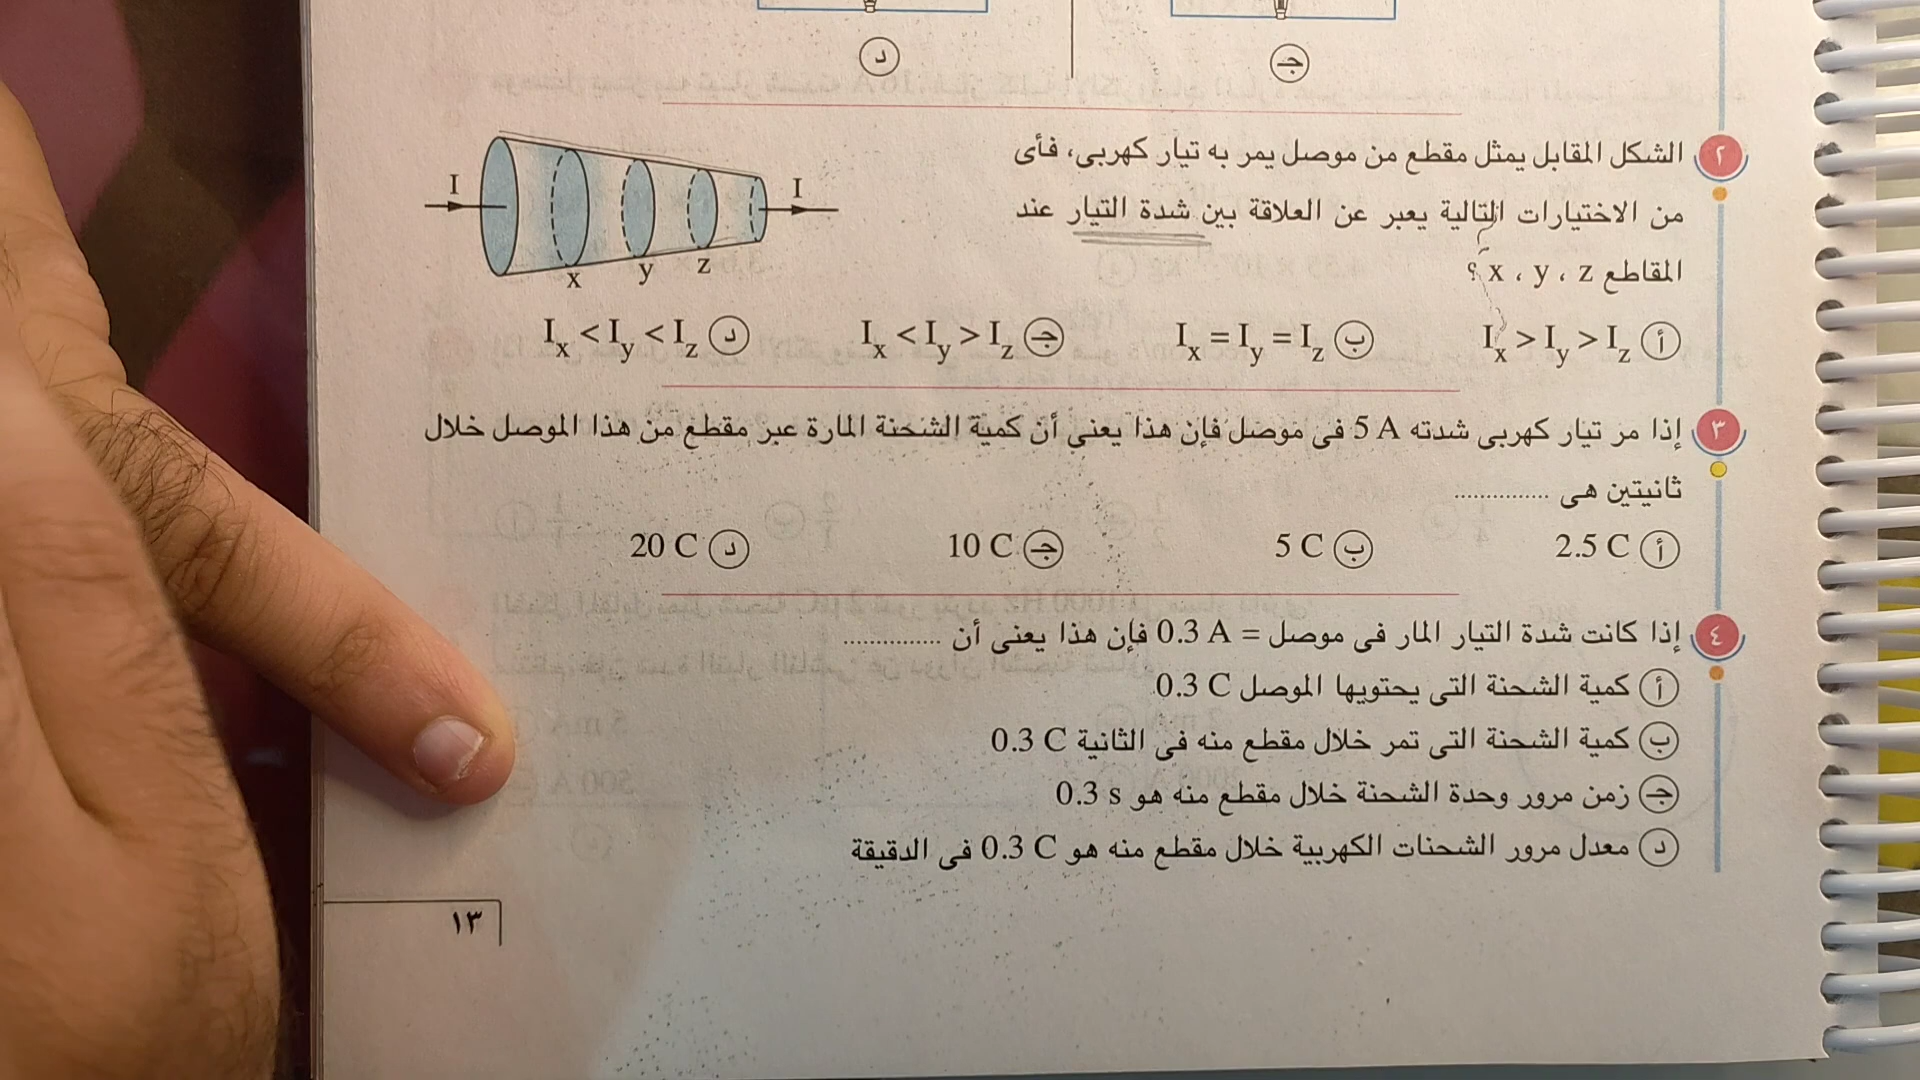 د
جـ
٢ الشكل المقابل يمثل مقطع من موصل يمر به تيار كهربى، فأى
من الاختيارات التالية يعبر عن العلاقة بين شدة التيار عند
المقاطع x ، y ، z ؟
I
I
x
y
z
أ Ix > Iy > Iz
ب Ix = Iy = Iz
جـ Ix < Iy > Iz
د Ix < Iy < Iz
٣ إذا مر تيار كهربى شدته 5 A فى موصل فإن هذا يعنى أن كمية الشحنة المارة عبر مقطع من هذا الموصل خلال
ثانيتين هى ...............
أ 2.5 C
ب 5 C
جـ 10 C
د 20 C
٤ إذا كانت شدة التيار المار فى موصل = 0.3 A فإن هذا يعنى أن ...............
أ كمية الشحنة التى يحتويها الموصل 0.3 C
ب كمية الشحنة التى تمر خلال مقطع منه فى الثانية 0.3 C
جـ زمن مرور وحدة الشحنة خلال مقطع منه هو 0.3 s
د معدل مرور الشحنات الكهربية خلال مقطع منه هو 0.3 C فى الدقيقة
١٣